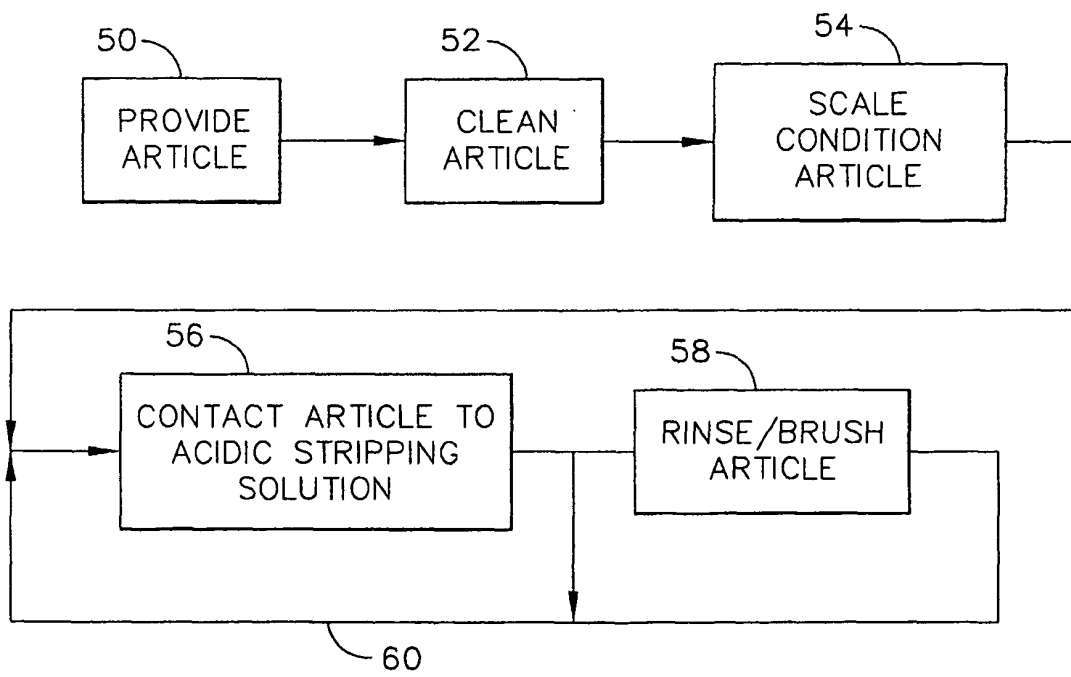 50
PROVIDE
ARTICLE
52
CLEAN
ARTICLE
54
SCALE
CONDITION
ARTICLE
56
CONTACT ARTICLE TO
ACIDIC STRIPPING
SOLUTION
58
RINSE/BRUSH
ARTICLE
60